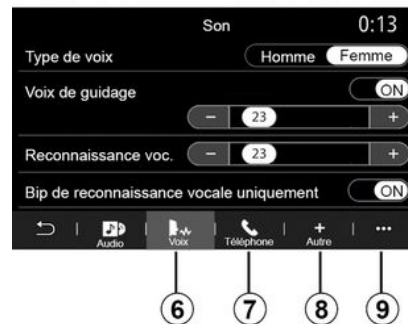 Son 0:13
Type de voix Homme Femme
Voix de guidage ON
− 23 +
Reconnaissance voc. − 23 +
Bip de reconnaissance vocale uniquement ON
Audio Voix Téléphone + Autre ...
6 7 8 9